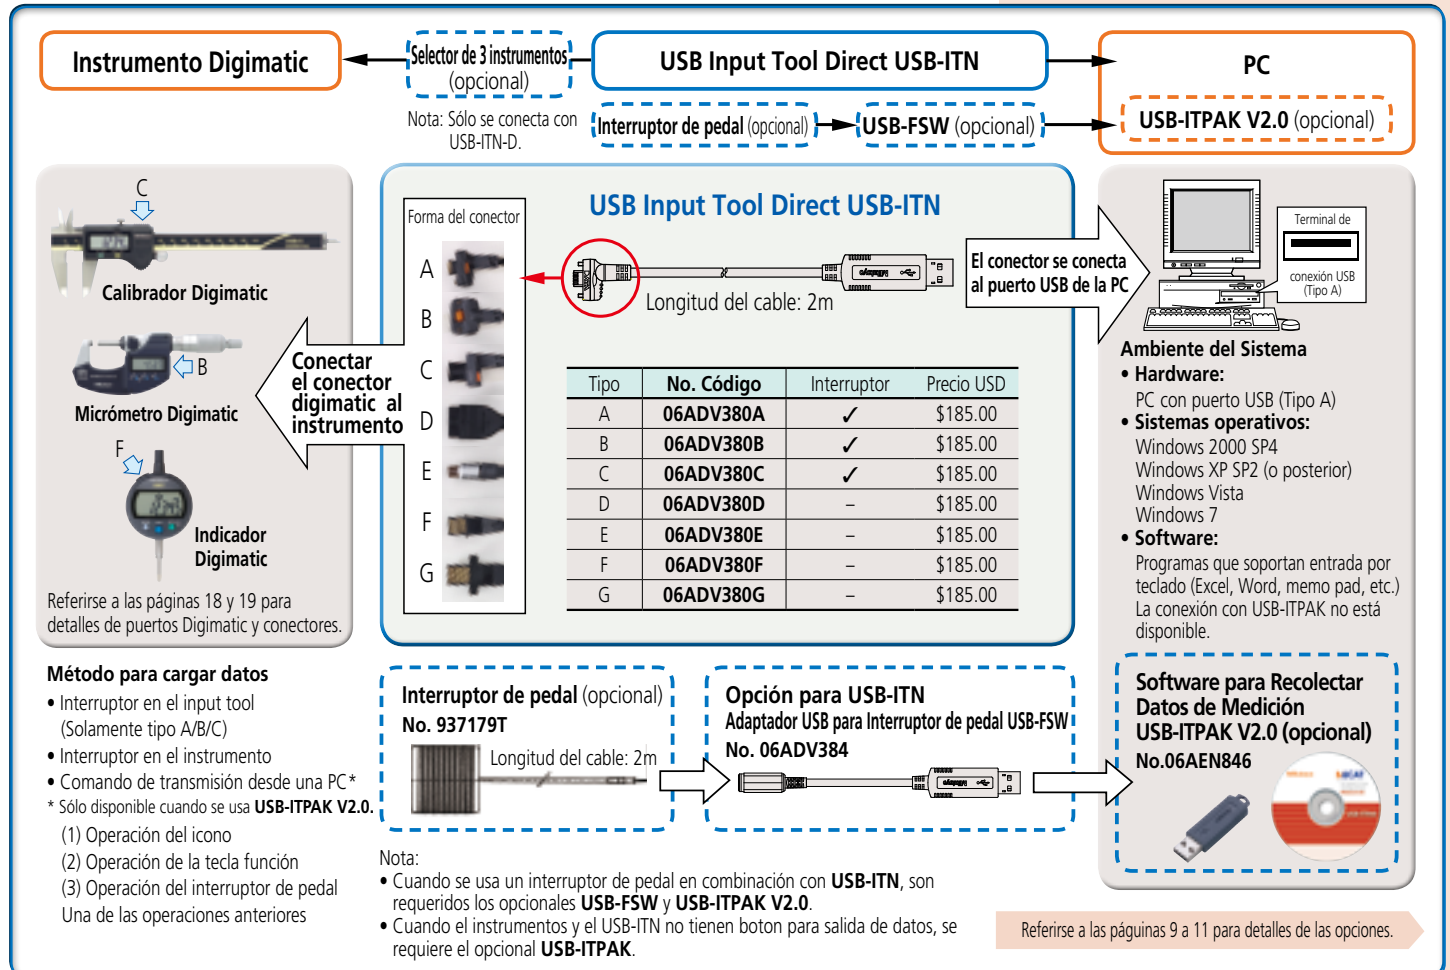 Instrumento Digimatic
Selector de 3 instrumentos
(opcional)
USB Input Tool Direct USB-ITN
PC
Nota: Sólo se conecta con
USB-ITN-D.
Interruptor de pedal (opcional)
USB-FSW (opcional)
USB-ITPAK V2.0 (opcional)
C
Calibrador Digimatic
B
Micrómetro Digimatic
F
Indicador
Digimatic
Referirse a las páginas 18 y 19 para
detalles de puertos Digimatic y conectores.
Conectar
el conector
digimatic al
instrumento
Forma del conector
A
B
C
D
E
F
G
USB Input Tool Direct USB-ITN
Mitutoyo
Longitud del cable: 2m
Tipo No. Código Interruptor Precio USD
A 06ADV380A ✓ $185.00
B 06ADV380B ✓ $185.00
C 06ADV380C ✓ $185.00
D 06ADV380D – $185.00
E 06ADV380E – $185.00
F 06ADV380F – $185.00
G 06ADV380G – $185.00
El conector se conecta
al puerto USB de la PC
Terminal de
conexión USB
(Tipo A)
Ambiente del Sistema
• Hardware:
PC con puerto USB (Tipo A)
• Sistemas operativos:
Windows 2000 SP4
Windows XP SP2 (o posterior)
Windows Vista
Windows 7
• Software:
Programas que soportan entrada por
teclado (Excel, Word, memo pad, etc.)
La conexión con USB-ITPAK no está
disponible.
Método para cargar datos
• Interruptor en el input tool
(Solamente tipo A/B/C)
• Interruptor en el instrumento
• Comando de transmisión desde una PC*
* Sólo disponible cuando se usa USB-ITPAK V2.0.
(1) Operación del icono
(2) Operación de la tecla función
(3) Operación del interruptor de pedal
Una de las operaciones anteriores
Interruptor de pedal (opcional)
No. 937179T
Longitud del cable: 2m
Opción para USB-ITN
Adaptador USB para Interruptor de pedal USB-FSW
No. 06ADV384
Mitutoyo
Software para Recolectar
Datos de Medición
USB-ITPAK V2.0 (opcional)
No.06AEN846
Nota:
• Cuando se usa un interruptor de pedal en combinación con USB-ITN, son
requeridos los opcionales USB-FSW y USB-ITPAK V2.0.
• Cuando el instrumentos y el USB-ITN no tienen boton para salida de datos, se
requiere el opcional USB-ITPAK.
Referirse a las páguinas 9 a 11 para detalles de las opciones.